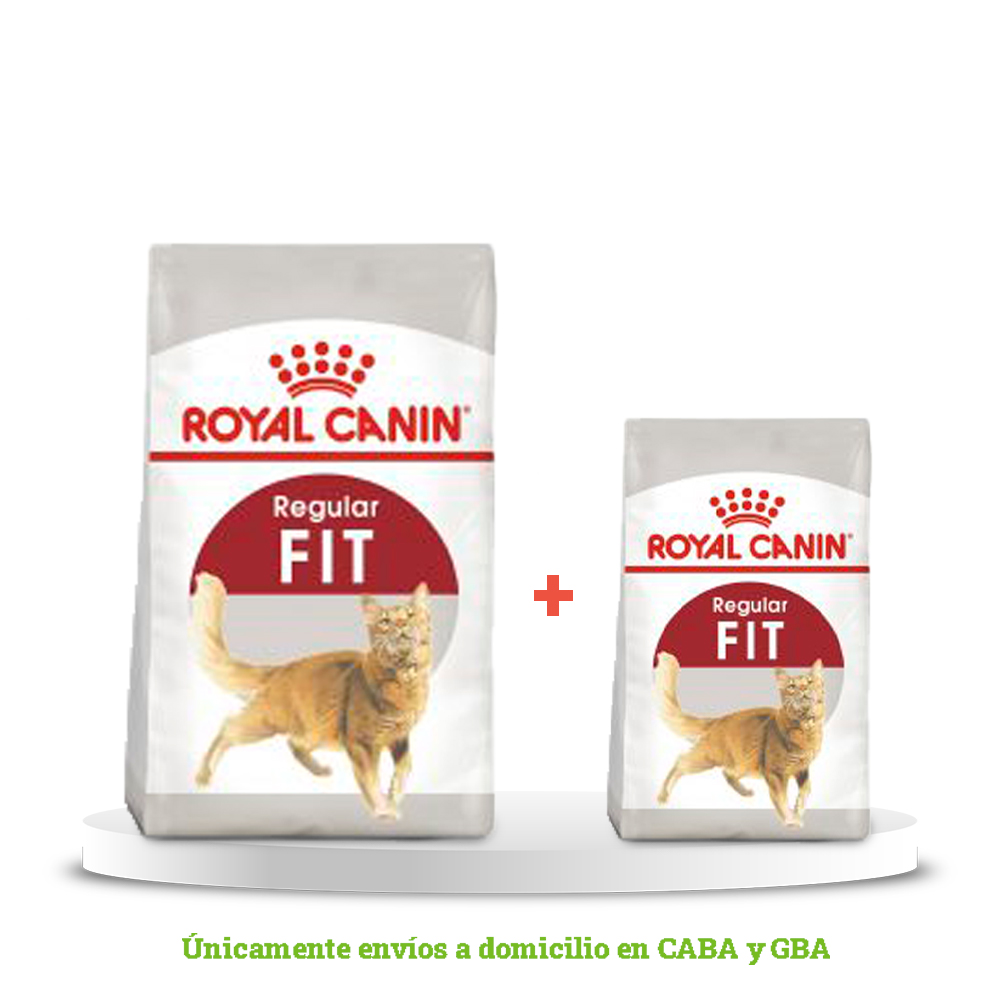 ROYAL CANIN
Regular
FIT
+
ROYAL CANIN
Regular
FIT
Únicamente envíos a domicilio en CABA y GBA